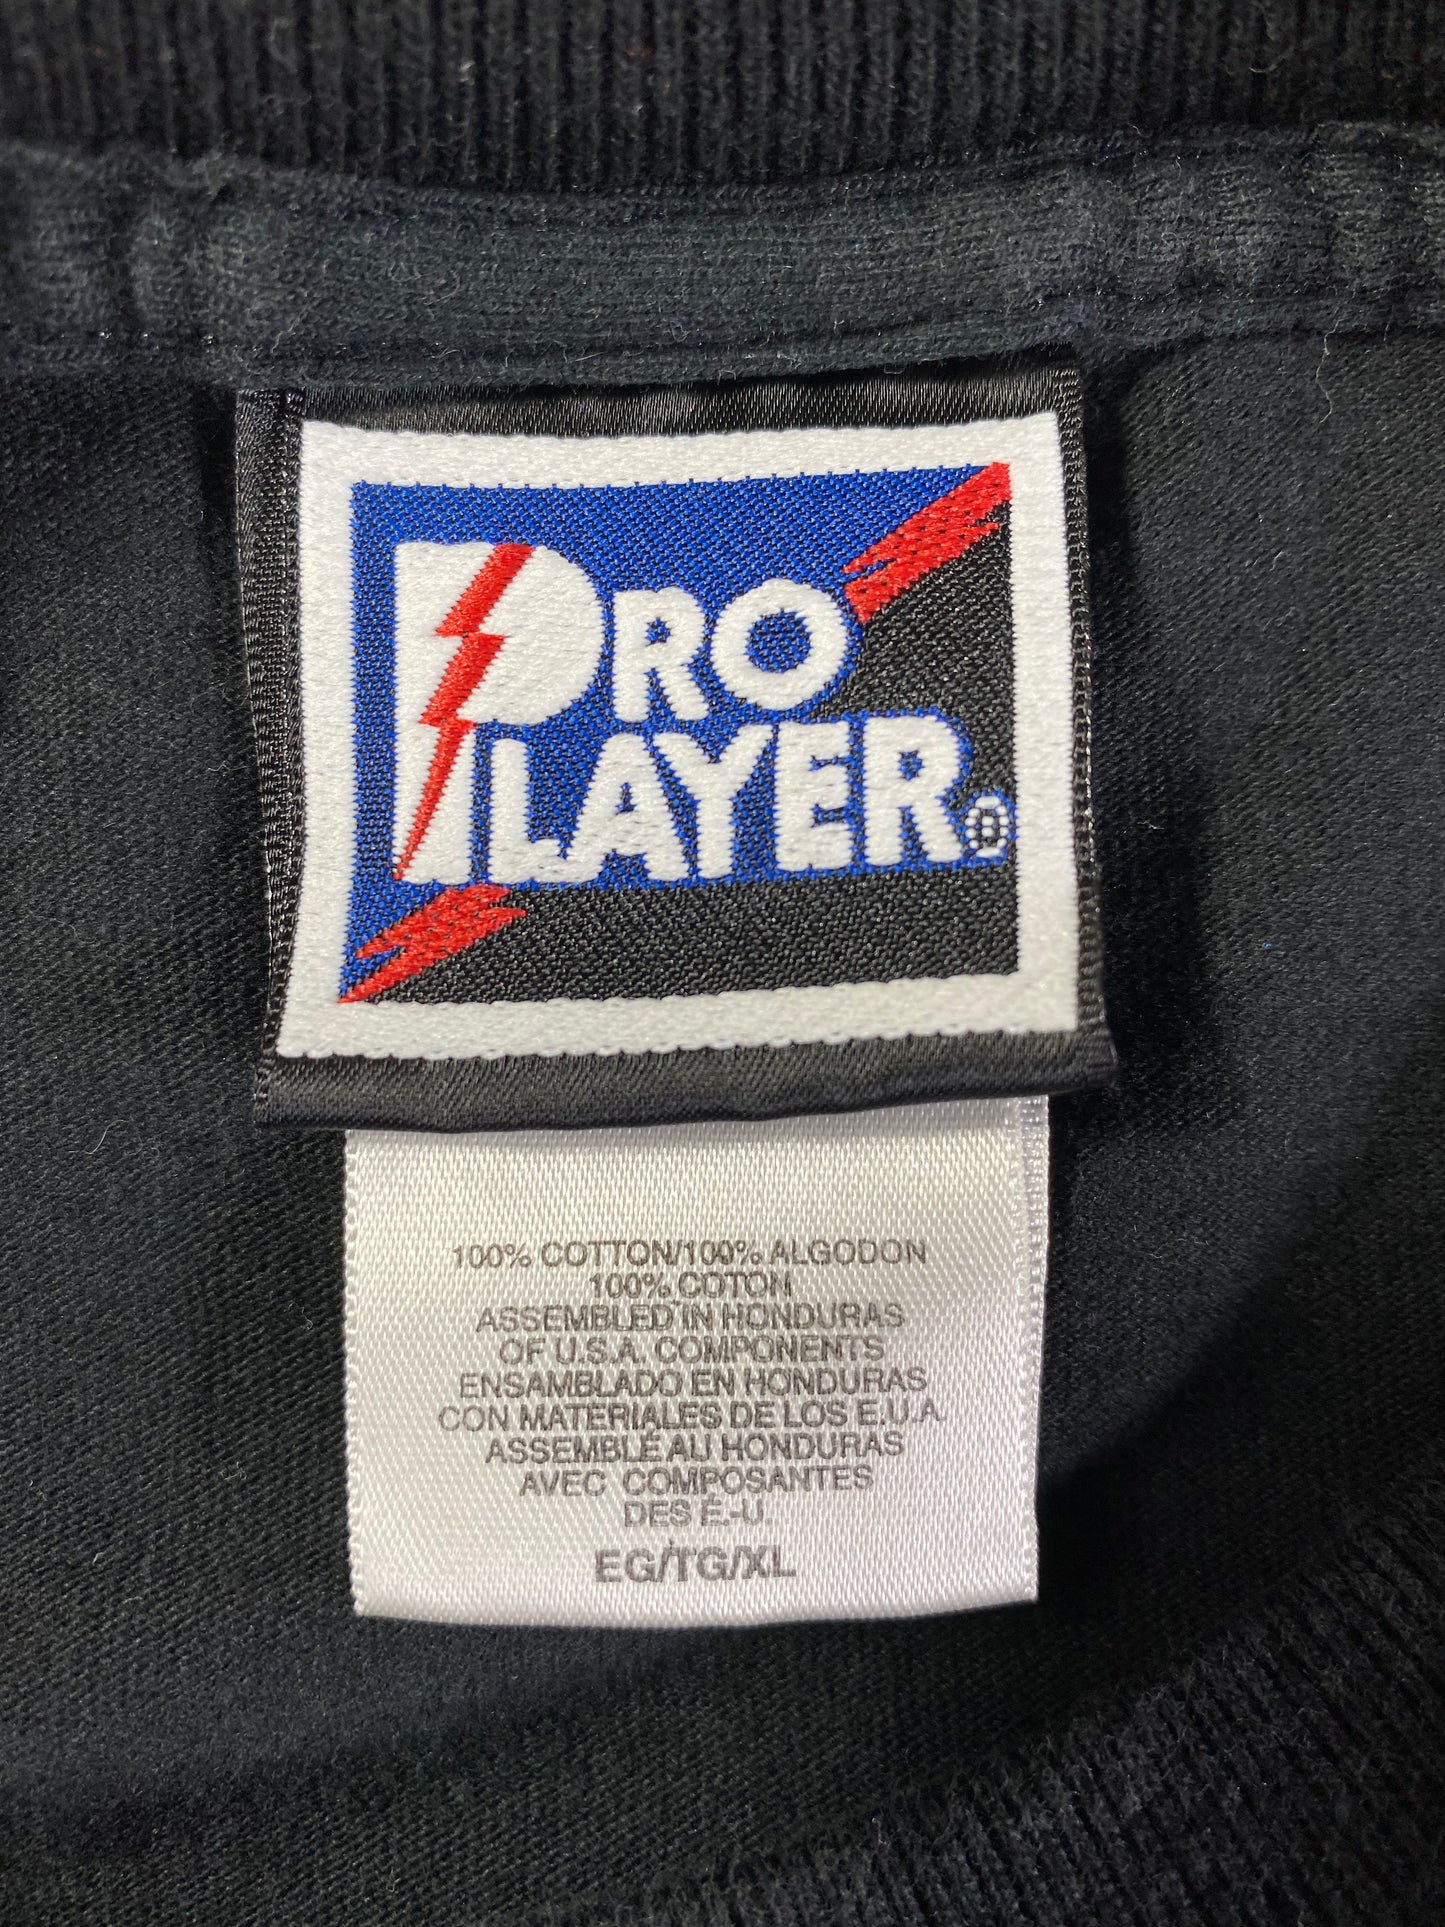 PRO
PLAYER®
100% COTTON/100% ALGODON
100% COTON
ASSEMBLED IN HONDURAS
OF U.S.A. COMPONENTS
ENSAMBLADO EN HONDURAS
CON MATERIALES DE LOS E.U.A.
ASSEMBLÉ AU HONDURAS
AVEC COMPOSANTES
DES É.-U.
EG/TG/XL